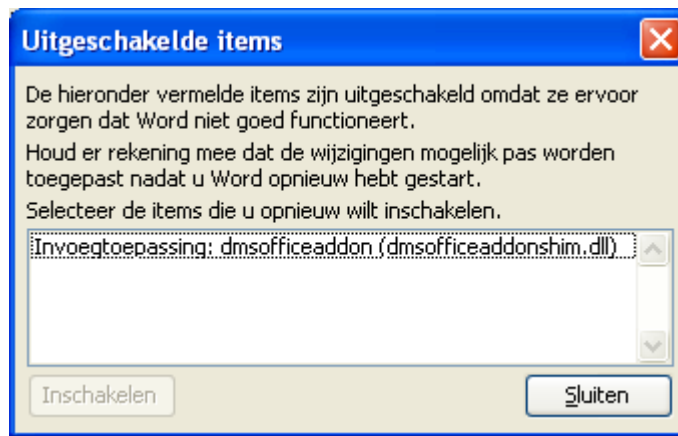 Uitgeschakelde items
De hieronder vermelde items zijn uitgeschakeld omdat ze ervoor
zorgen dat Word niet goed functioneert.
Houd er rekening mee dat de wijzigingen mogelijk pas worden
toegepast nadat u Word opnieuw hebt gestart.
Selecteer de items die u opnieuw wilt inschakelen.
Invoegtoepassing: dmsofficeaddon (dmsofficeaddonshim.dll)
Inschakelen
Sluiten